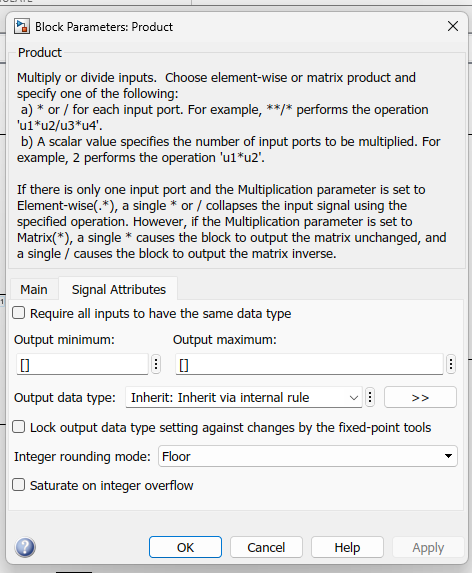 Block Parameters: Product
Product
Multiply or divide inputs.  Choose element-wise or matrix product and
specify one of the following:
a) * or / for each input port. For example, **/* performs the operation
'u1*u2/u3*u4'.
b) A scalar value specifies the number of input ports to be multiplied. For
example, 2 performs the operation 'u1*u2'.
If there is only one input port and the Multiplication parameter is set to
Element-wise(.*), a single * or / collapses the input signal using the
specified operation. However, if the Multiplication parameter is set to
Matrix(*), a single * causes the block to output the matrix unchanged, and
a single / causes the block to output the matrix inverse.
Main Signal Attributes
Require all inputs to have the same data type
Output minimum: Output maximum:
[] []
Output data type: Inherit: Inherit via internal rule >>
Lock output data type setting against changes by the fixed-point tools
Integer rounding mode: Floor
Saturate on integer overflow
? OK Cancel Help Apply